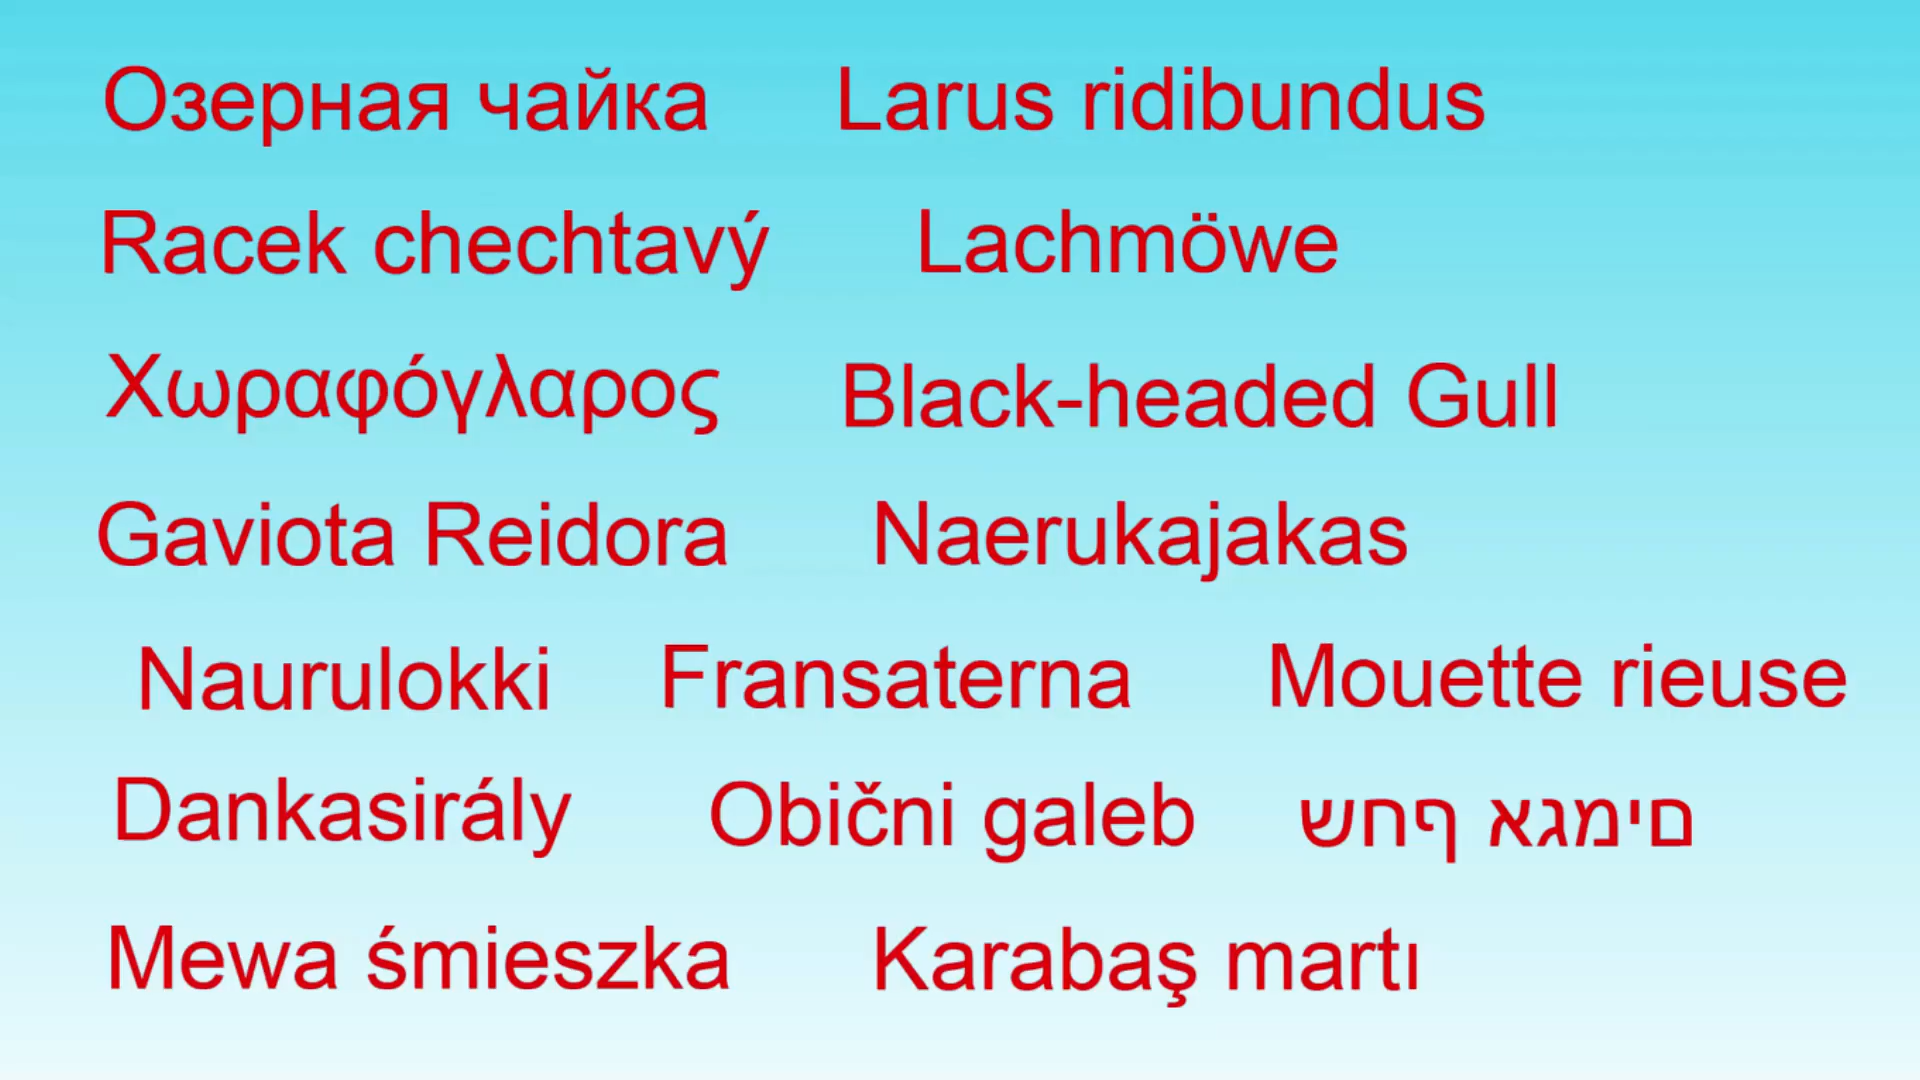 Озерная чайка Larus ridibundus
Racek chechtavý Lachmöwe
Χωραφόγλαρος Black-headed Gull
Gaviota Reidora Naerukajakas
Naurulokki Fransaterna Mouette rieuse
Dankasirály Obični galeb שחף אגמים
Mewa śmieszka Karabaş martı